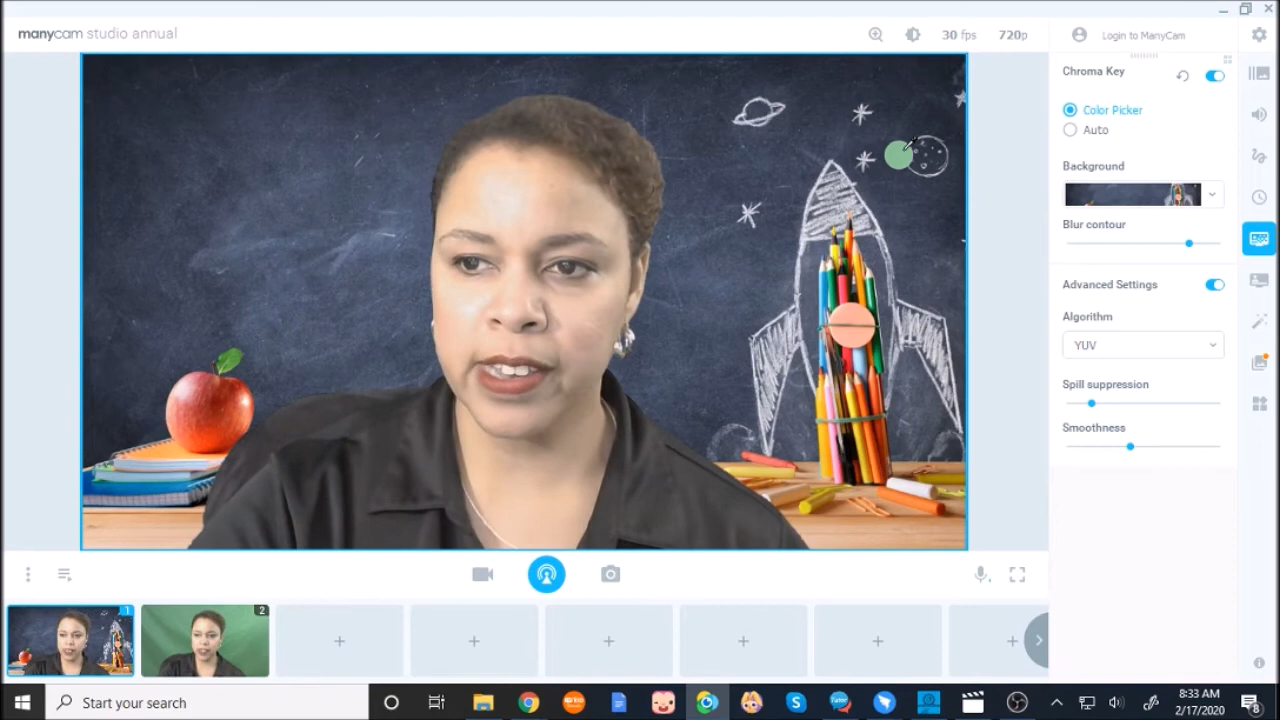 manycam studio annual
30 fps
720p
Login to ManyCam
Chroma Key
Color Picker
Auto
Background
Blur contour
Advanced Settings
Algorithm
YUV
Spill suppression
Smoothness
1
2
Start your search
8:33 AM
2/17/2020
8